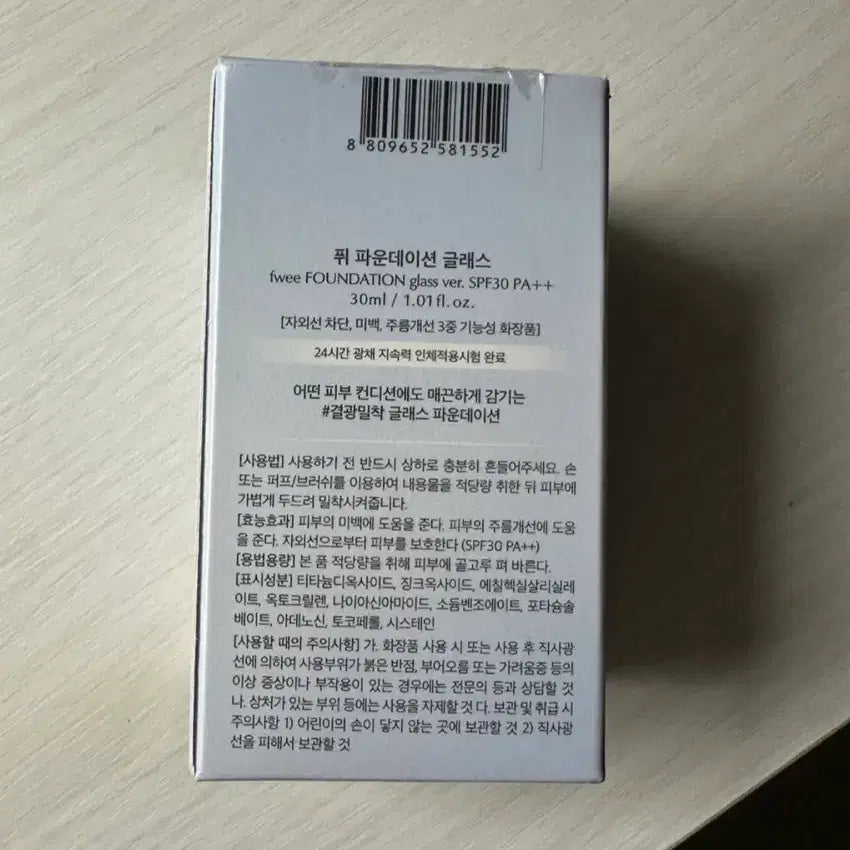 8 809652 581552
퓌 파운데이션 글래스
fwee FOUNDATION glass ver. SPF30 PA++
30ml / 1.01fl.oz.
[자외선 차단, 미백, 주름개선 3중 기능성 화장품]
24시간 광채 지속력 인체적용시험 완료
어떤 피부 컨디션에도 매끈하게 감기는
#결광밀착 글래스 파운데이션
[사용법] 사용하기 전 반드시 상하로 충분히 흔들어주세요. 손
또는 퍼프/브러쉬를 이용하여 내용물을 적당량 취한 뒤 피부에
가볍게 두드려 밀착시켜줍니다.
[효능효과] 피부의 미백에 도움을 준다. 피부의 주름개선에 도움
을 준다. 자외선으로부터 피부를 보호한다 (SPF30 PA++)
[용법용량] 본 품 적당량을 취해 피부에 골고루 펴 바른다.
[표시성분] 티타늄디옥사이드, 징크옥사이드, 에칠헥실살리실레
이트, 옥토크릴렌, 나이아신아마이드, 소듐벤조에이트, 포타슘솔
베이트, 아데노신, 토코페롤, 시스테인
[사용할 때의 주의사항] 가. 화장품 사용 시 또는 사용 후 직사광
선에 의하여 사용부위가 붉은 반점, 부어오름 또는 가려움증 등의
이상 증상이나 부작용이 있는 경우에는 전문의 등과 상담할 것
나. 상처가 있는 부위 등에는 사용을 자제할 것 다. 보관 및 취급 시
주의사항 1) 어린이의 손이 닿지 않는 곳에 보관할 것 2) 직사광
선을 피해서 보관할 것